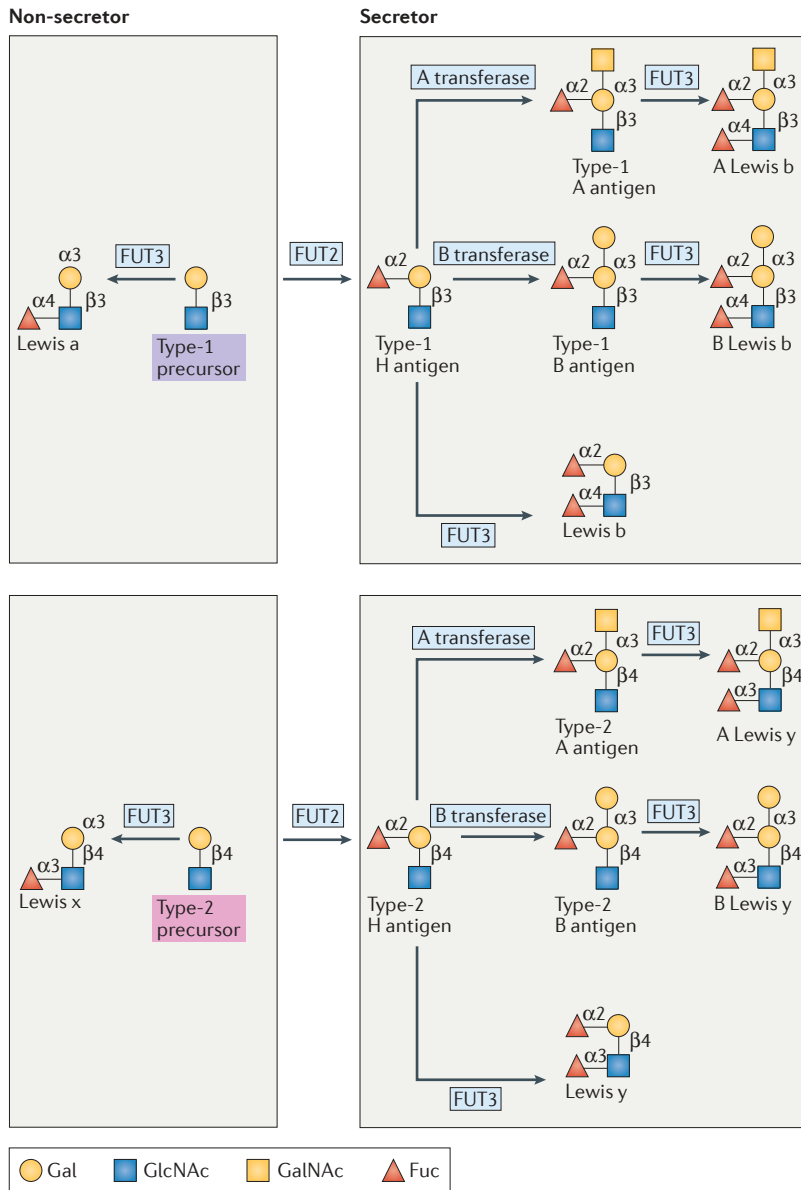 Non-secretor
Secretor
A transferase
FUT3
α2
α3
β3
Type-1
A antigen
α2
α3
α4
β3
A Lewis b
α3
FUT3
β3
α4
Lewis a
Type-1
precursor
β3
FUT2
α2
β3
Type-1
H antigen
B transferase
FUT3
α2
α3
β3
Type-1
B antigen
α2
α3
α4
β3
B Lewis b
α2
α4
β3
Lewis b
FUT3
A transferase
FUT3
α2
α3
β4
Type-2
A antigen
α2
α3
β4
α3
A Lewis y
α3
FUT3
β4
α3
Lewis x
β4
Type-2
precursor
FUT2
α2
β4
Type-2
H antigen
B transferase
FUT3
α2
α3
β4
Type-2
B antigen
α2
α3
β4
α3
B Lewis y
α2
β4
α3
Lewis y
FUT3
Gal GlcNAc GalNAc Fuc